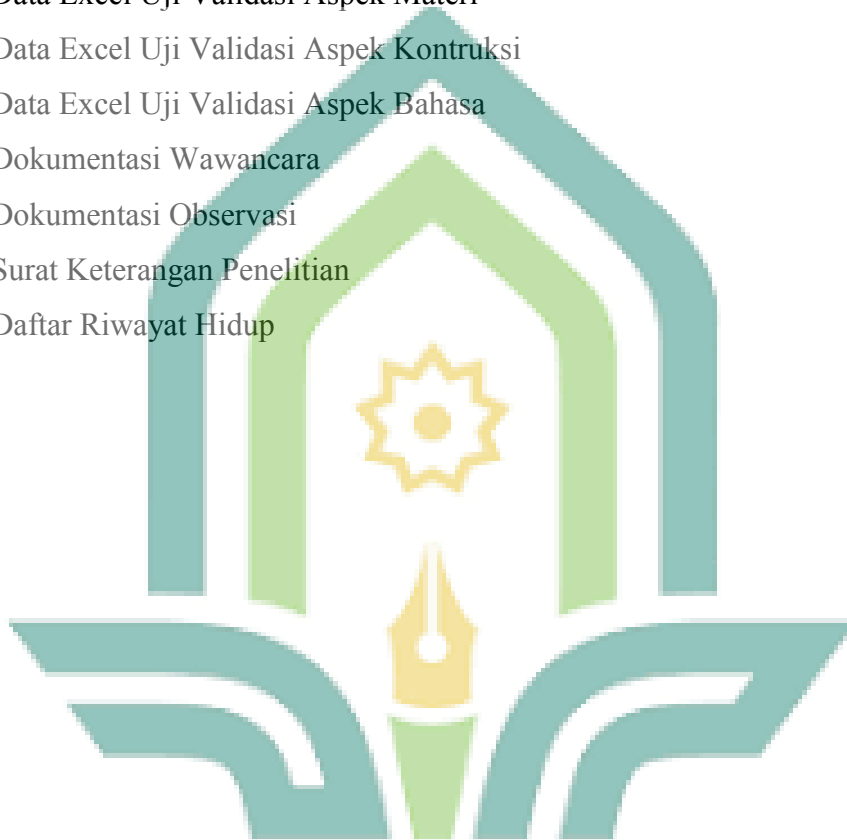 Data Excel Uji Validasi Aspek Materi
Data Excel Uji Validasi Aspek Kontruksi
Data Excel Uji Validasi Aspek Bahasa
Dokumentasi Wawancara
Dokumentasi Observasi
Surat Keterangan Penelitian
Daftar Riwayat Hidup